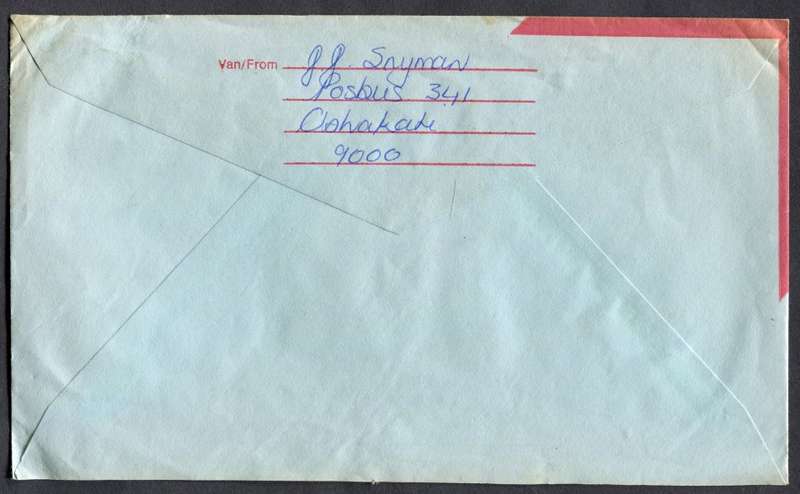 Van/From J.J. Snyman
Posbus 341
Oshakati
9000